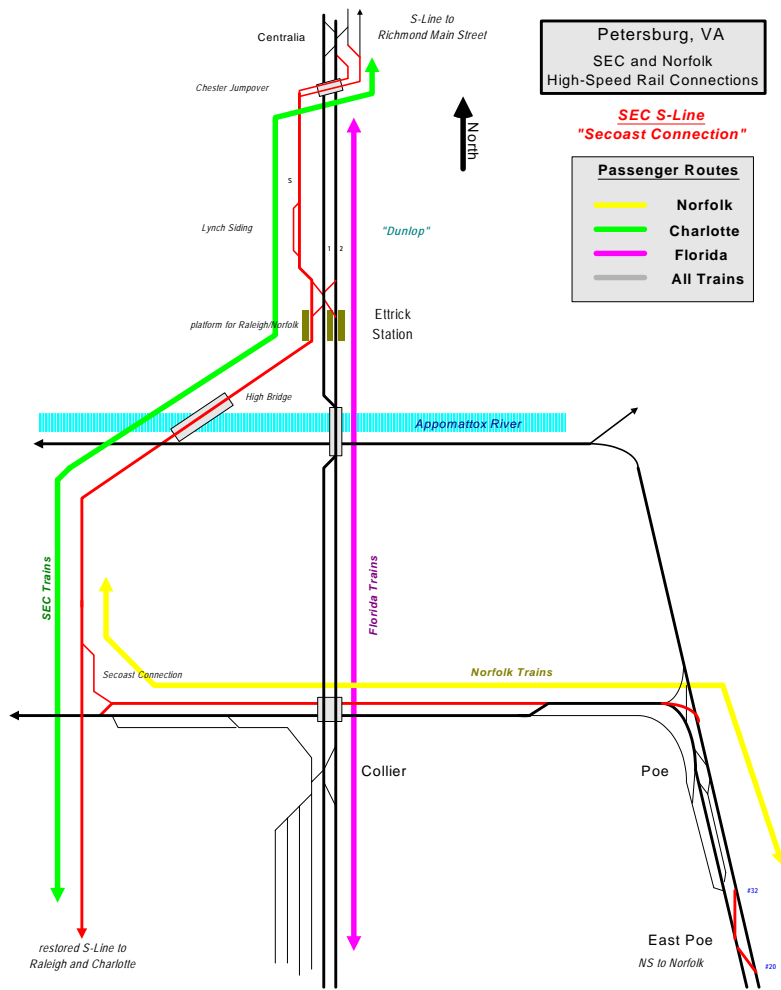 S-Line to
Richmond Main Street
Centralia
Petersburg, VA
SEC and Norfolk
High-Speed Rail Connections
Chester Jumpover
SEC S-Line
"Secoast Connection"
North
Passenger Routes
Norfolk
Charlotte
Florida
All Trains
S
Lynch Siding
"Dunlop"
1
2
platform for Raleigh/Norfolk
Ettrick
Station
High Bridge
Appomattox River
SEC Trains
Florida Trains
Secoast Connection
Norfolk Trains
Collier
Poe
#32
East Poe
NS to Norfolk
#20
restored S-Line to
Raleigh and Charlotte